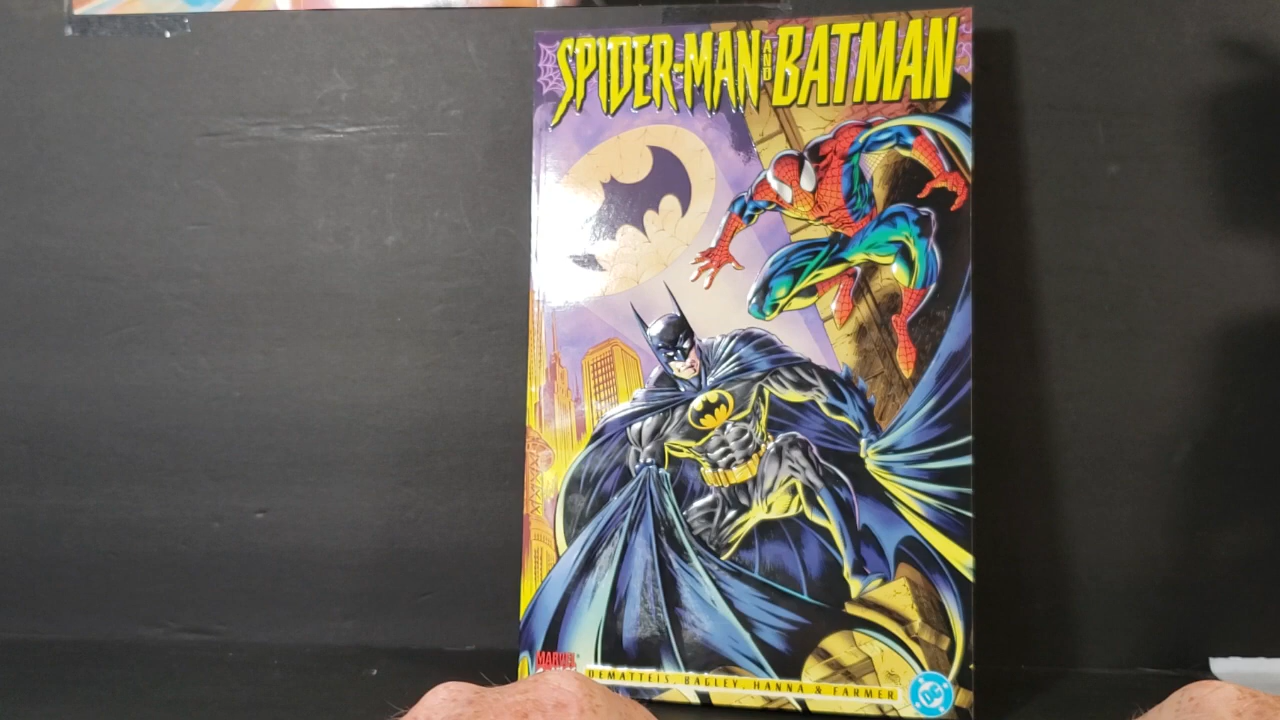 SPIDER-MAN AND BATMAN
MARVEL®
DEMATTEIS, BAGLEY, HANNA & FARMER
DC